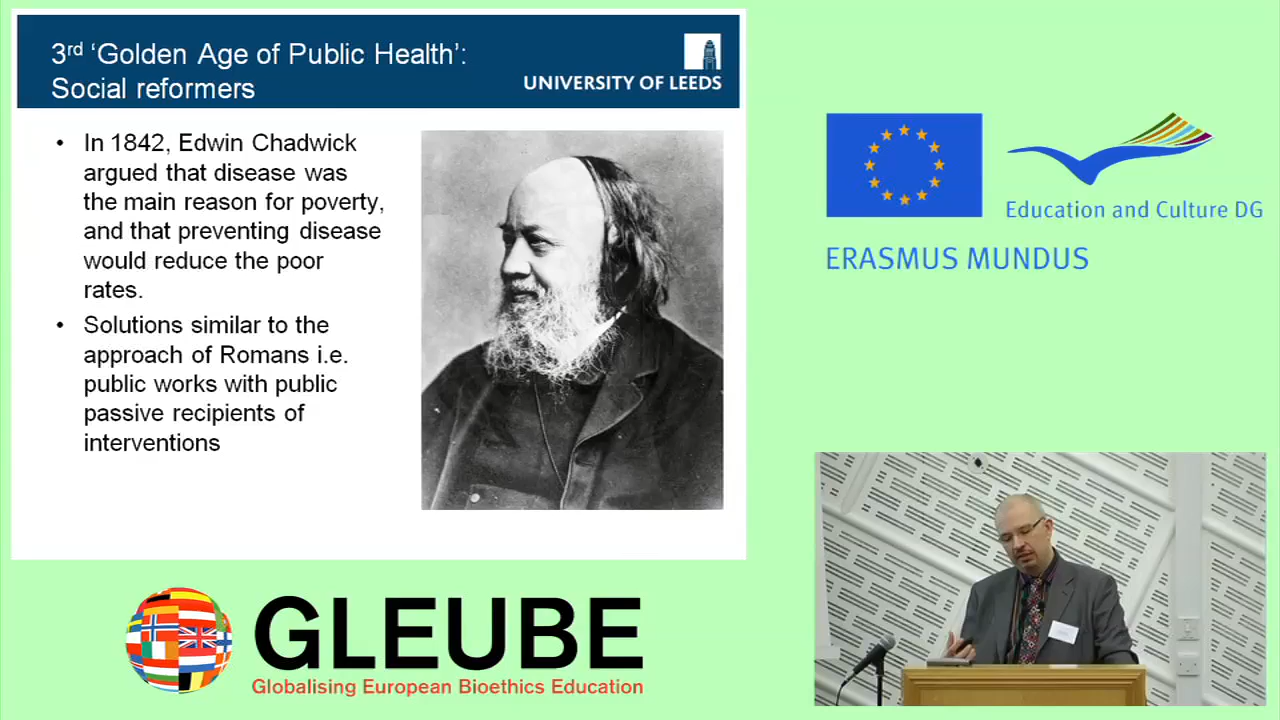 3rd ‘Golden Age of Public Health’:
Social reformers
UNIVERSITY OF LEEDS
• In 1842, Edwin Chadwick
argued that disease was
the main reason for poverty,
and that preventing disease
would reduce the poor
rates.
• Solutions similar to the
approach of Romans i.e.
public works with public
passive recipients of
interventions
Education and Culture DG
ERASMUS MUNDUS
GLEUBE
Globalising European Bioethics Education